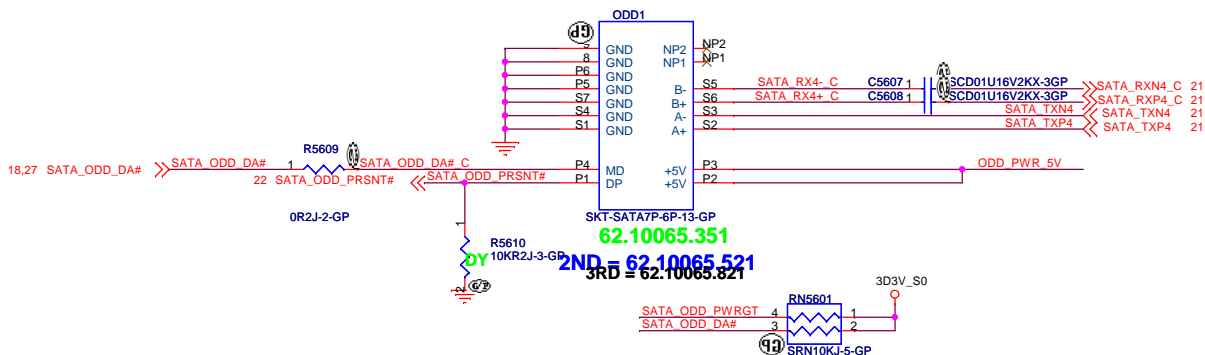 ODD1
GP
9 GND NP2 NP2
8 GND NP1 NP1
P6 GND
P5 GND B- S5 SATA_RX4-_C C5607 1 SCD01U16V2KX-3GP SATA_RXN4_C 21
S7 GND B+ S6 SATA_RX4+_C C5608 1 SCD01U16V2KX-3GP SATA_RXP4_C 21
S4 GND A- S3 SATA_TXN4 SATA_TXN4 21
S1 GND A+ S2 SATA_TXP4 SATA_TXP4 21
R5609
18,27 SATA_ODD_DA# SATA_ODD_DA# 1 SATA_ODD_DA#_C P4 MD +5V P3 ODD_PWR_5V
22 SATA_ODD_PRSNT# SATA_ODD_PRSNT# P1 DP +5V P2
0R2J-2-GP
SKT-SATA7P-6P-13-GP
1
62.10065.351
R5610
10KR2J-3-GP
DY
2ND = 62.10065.521
3RD = 62.10065.821
2
3D3V_S0
RN5601
SATA_ODD_PWRGT 4 1
SATA_ODD_DA# 3 2
GP
SRN10KJ-5-GP